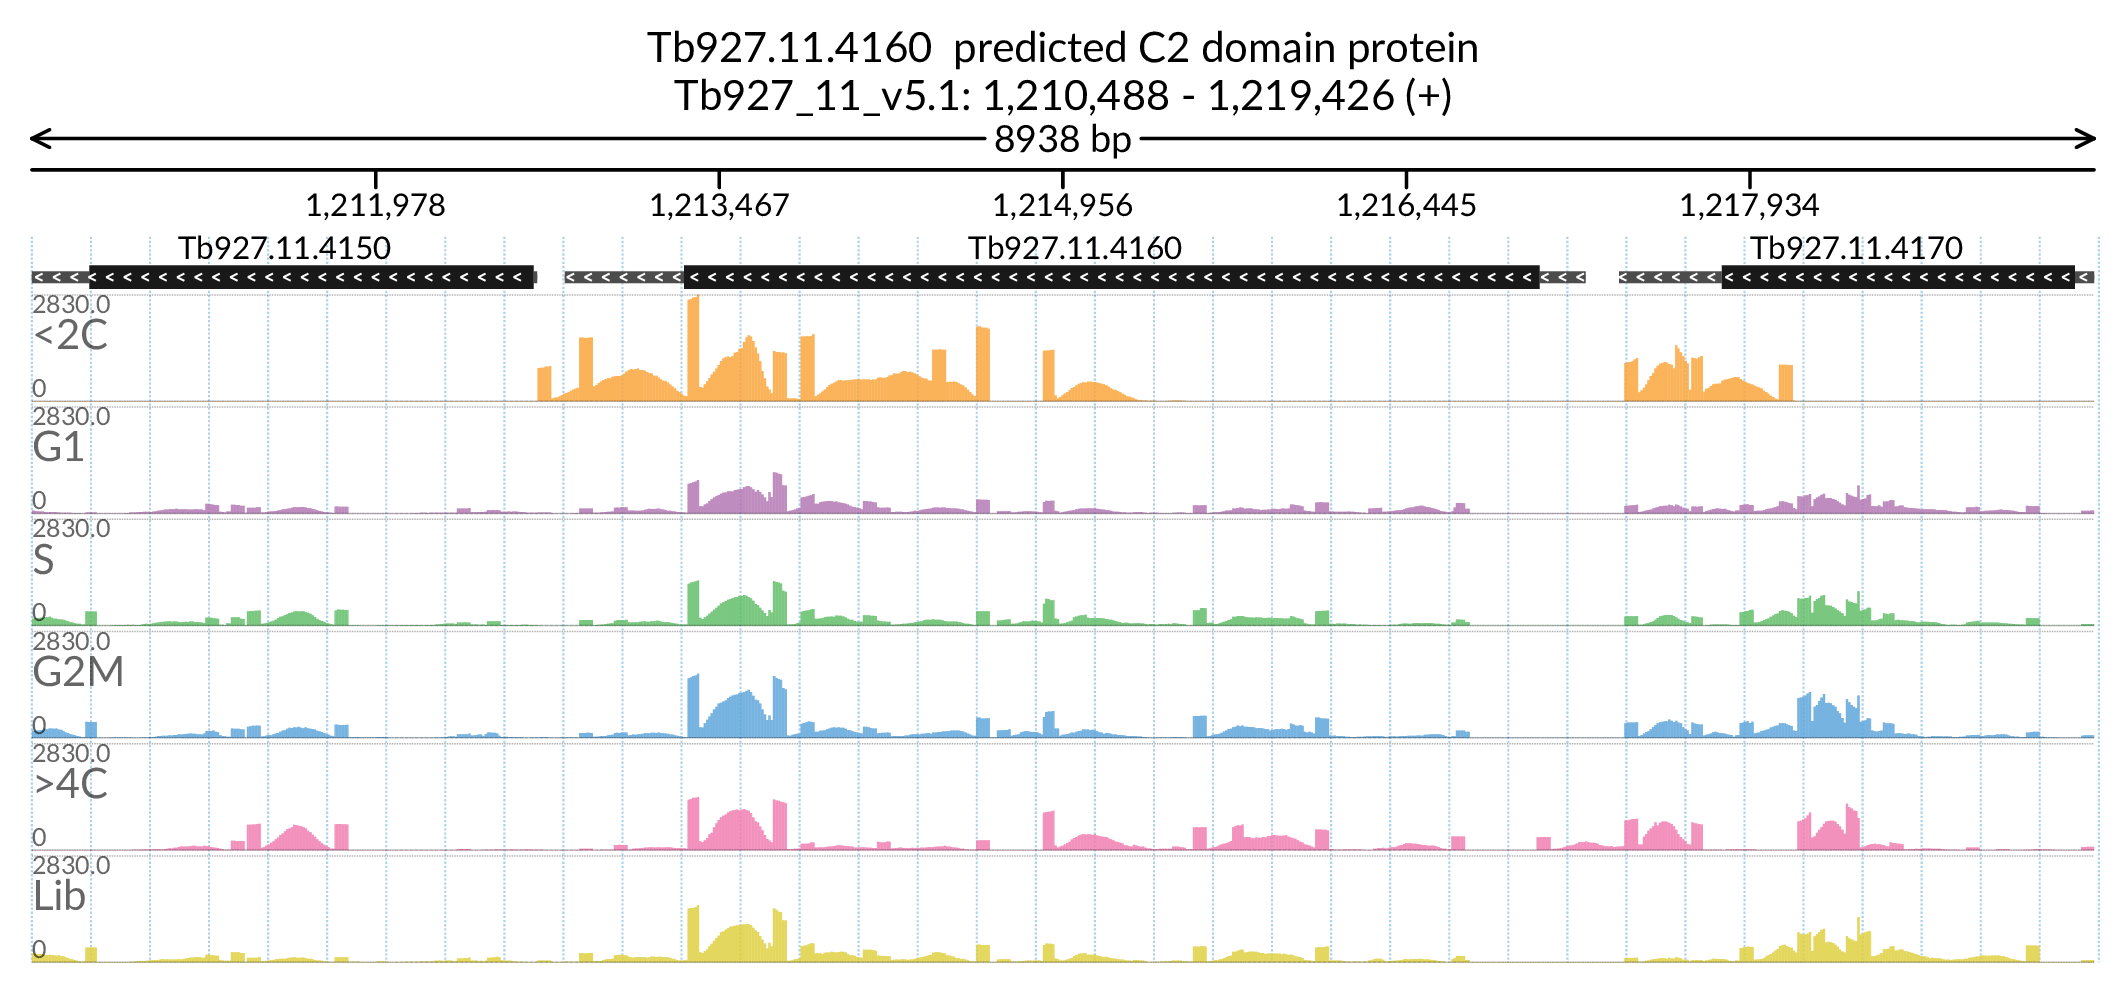 Tb927.11.4160  predicted C2 domain protein
Tb927_11_v5.1: 1,210,488 - 1,219,426 (+)
8938 bp
1,211,978 1,213,467 1,214,956 1,216,445 1,217,934
Tb927.11.4150 Tb927.11.4160 Tb927.11.4170
2830.0
<2C
0
2830.0
G1
0
2830.0
S
0
2830.0
G2M
0
2830.0
>4C
0
2830.0
Lib
0